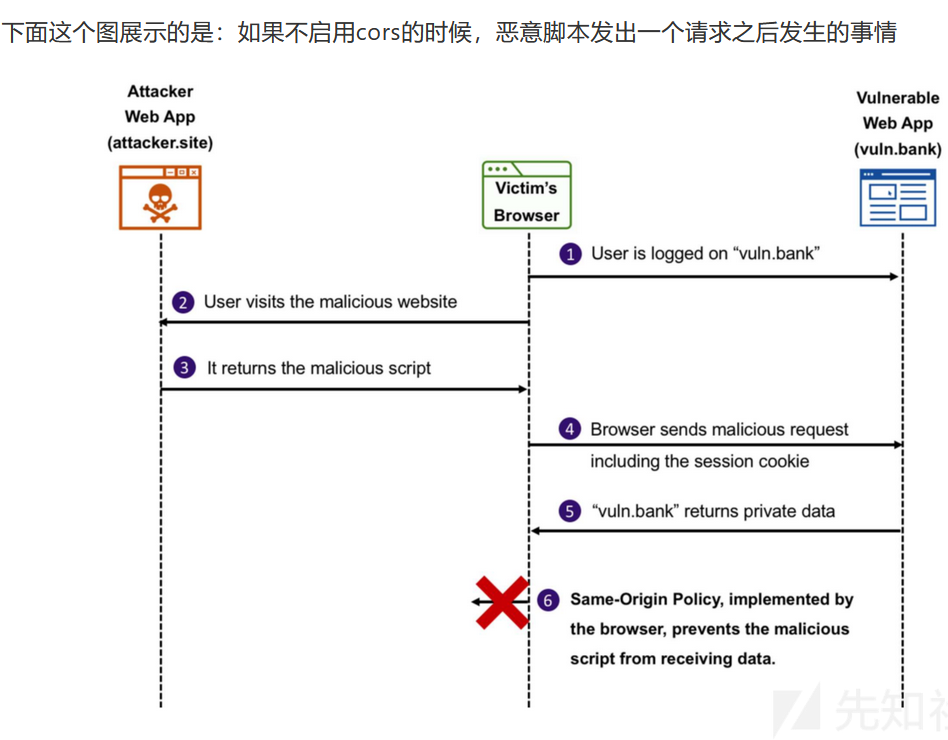 下面这个图展示的是：如果不启用cors的时候，恶意脚本发出一个请求之后发生的事情
Attacker
Web App
(attacker.site)
Vulnerable
Web App
(vuln.bank)
Victim's
Browser
1 User is logged on “vuln.bank”
2 User visits the malicious website
3 It returns the malicious script
4 Browser sends malicious request
including the session cookie
5 “vuln.bank” returns private data
6 Same-Origin Policy, implemented by
the browser, prevents the malicious
script from receiving data.
先知